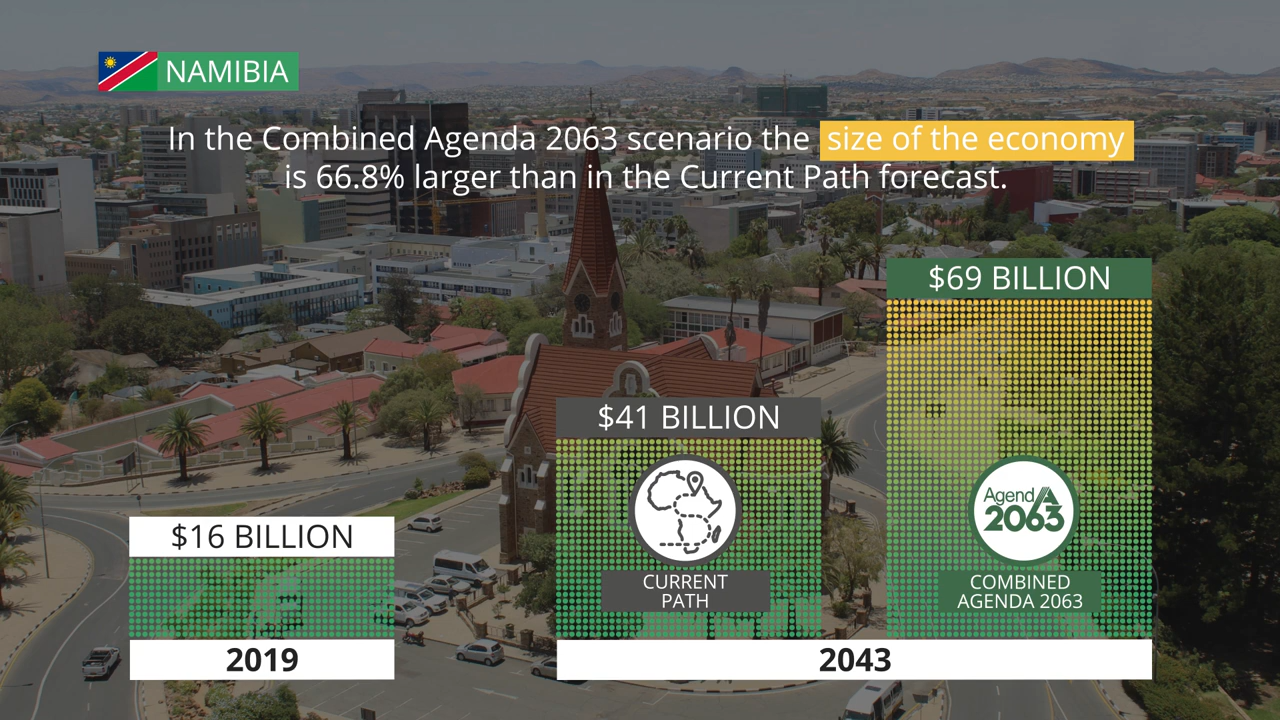 NAMIBIA
In the Combined Agenda 2063 scenario the size of the economy
is 66.8% larger than in the Current Path forecast.
$69 BILLION
$41 BILLION
Agenda
2063
$16 BILLION
CURRENT
PATH
COMBINED
AGENDA 2063
2019
2043